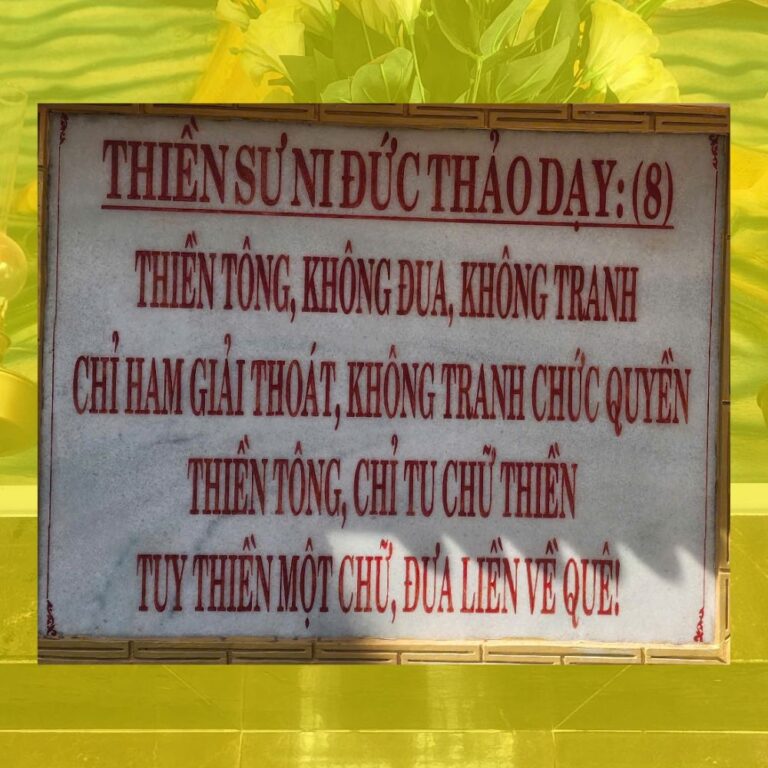 THIỀN SƯ NI ĐỨC THẢO DẠY: (8)
THIỀN TÔNG, KHÔNG ĐUA, KHÔNG TRANH
CHỈ HAM GIẢI THOÁT, KHÔNG TRANH CHỨC QUYỀN
THIỀN TÔNG, CHỈ TU CHỮ THIỀN
TUY THIỀN MỘT CHỮ, ĐƯA LIỀN VỀ QUÊ!